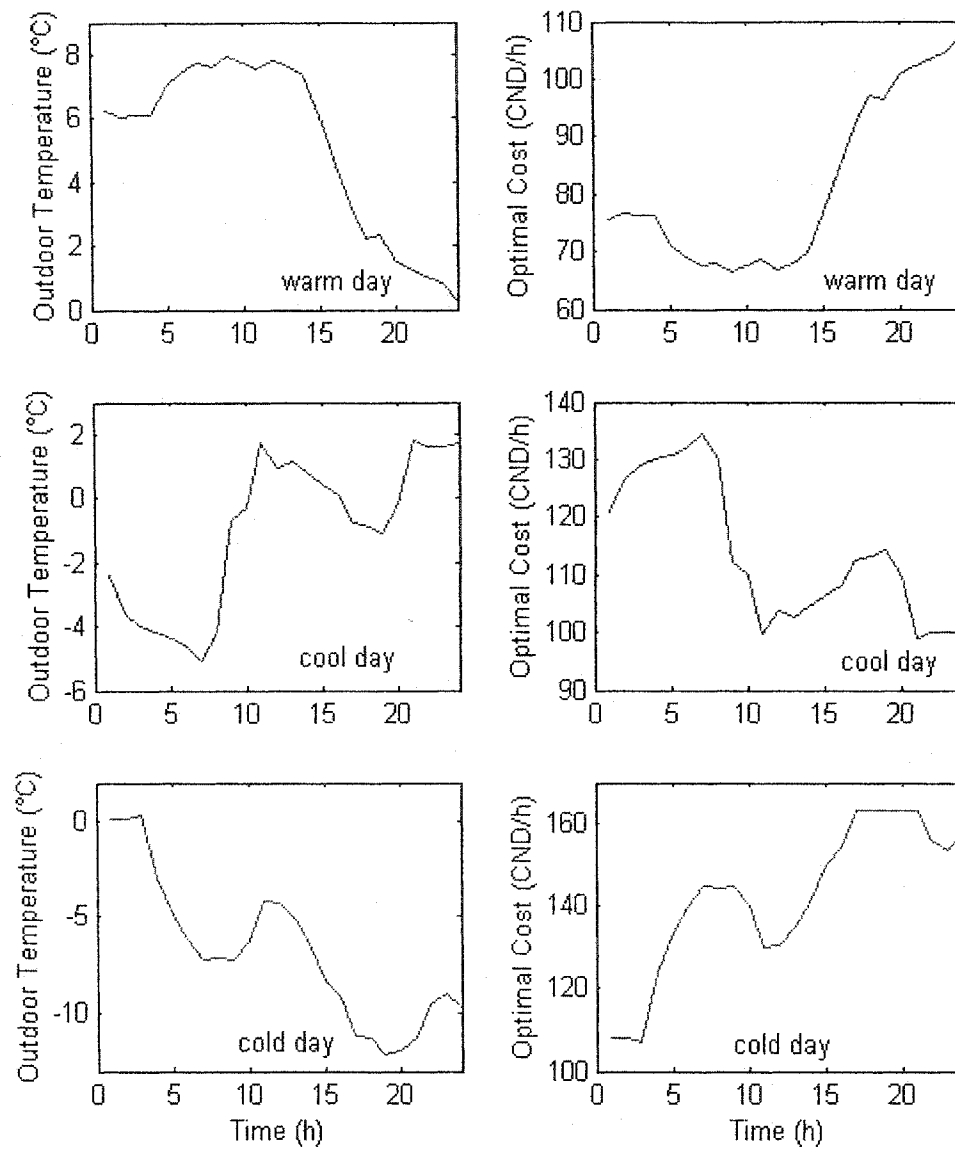 Outdoor Temperature (°C)
8
6
4
2
0
0 5 10 15 20
warm day
Optimal Cost (CND/h)
110
100
90
80
70
60
0 5 10 15 20
warm day
Outdoor Temperature (°C)
2
0
-2
-4
-6
0 5 10 15 20
cool day
Optimal Cost (CND/h)
140
130
120
110
100
90
0 5 10 15 20
cool day
Outdoor Temperature (°C)
0
-5
-10
0 5 10 15 20
cold day
Time (h)
Optimal Cost (CND/h)
160
140
120
100
0 5 10 15 20
cold day
Time (h)